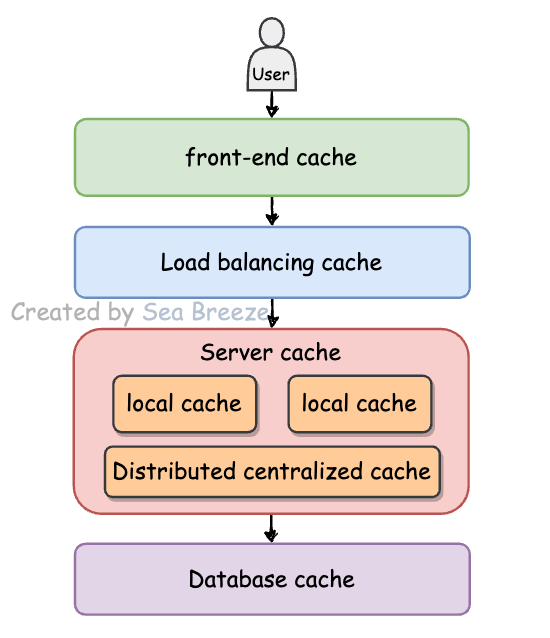 User
front-end cache
Load balancing cache
Created by Sea Breeze
Server cache
local cache
local cache
Distributed centralized cache
Database cache